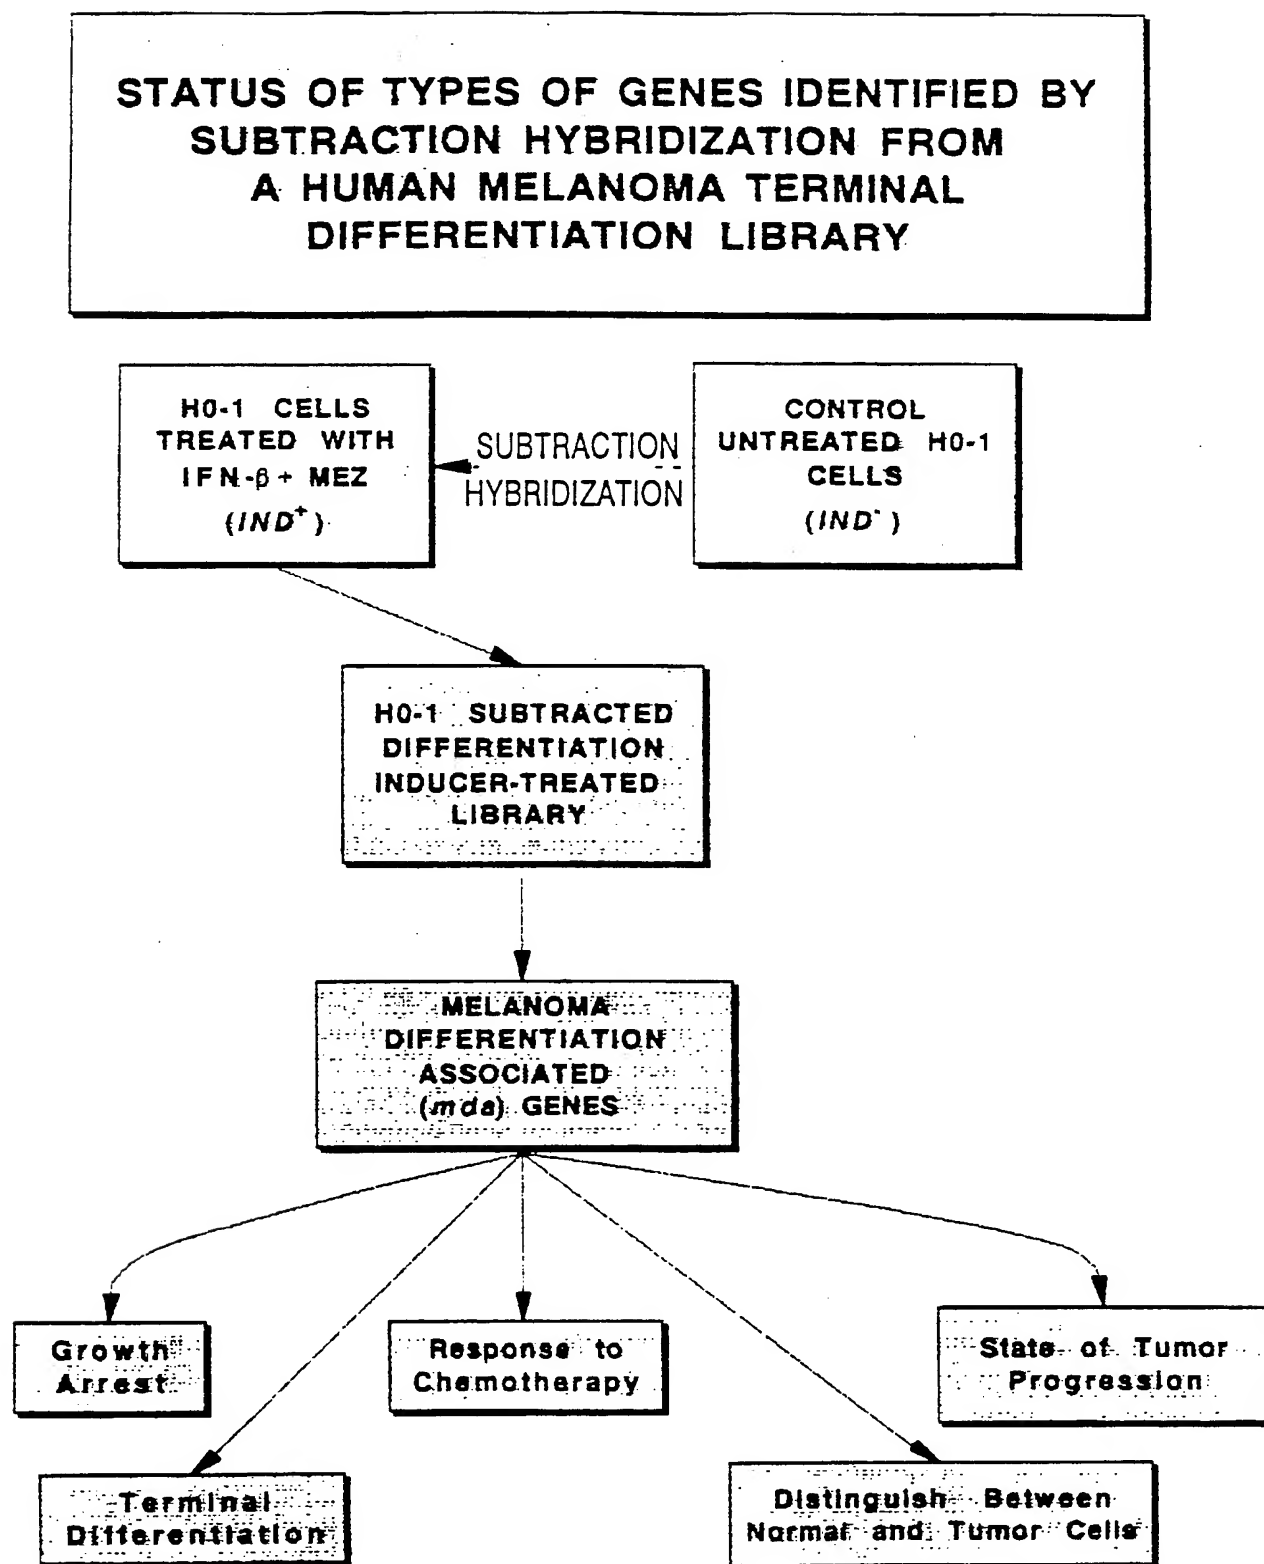 STATUS OF TYPES OF GENES IDENTIFIED BY
SUBTRACTION HYBRIDIZATION FROM
A HUMAN MELANOMA TERMINAL
DIFFERENTIATION LIBRARY
H0-1 CELLS
TREATED WITH
IFN-β+ MEZ
(IND⁺)
SUBTRACTION
HYBRIDIZATION
CONTROL
UNTREATED H0-1
CELLS
(IND⁻)
H0-1 SUBTRACTED
DIFFERENTIATION
INDUCER-TREATED
LIBRARY
MELANOMA
DIFFERENTIATION
ASSOCIATED
(mda) GENES
Growth
Arrest
Response to
Chemotherapy
State of Tumor
Progression
Terminal
Differentiation
Distinguish Between
Normal and Tumor Cells